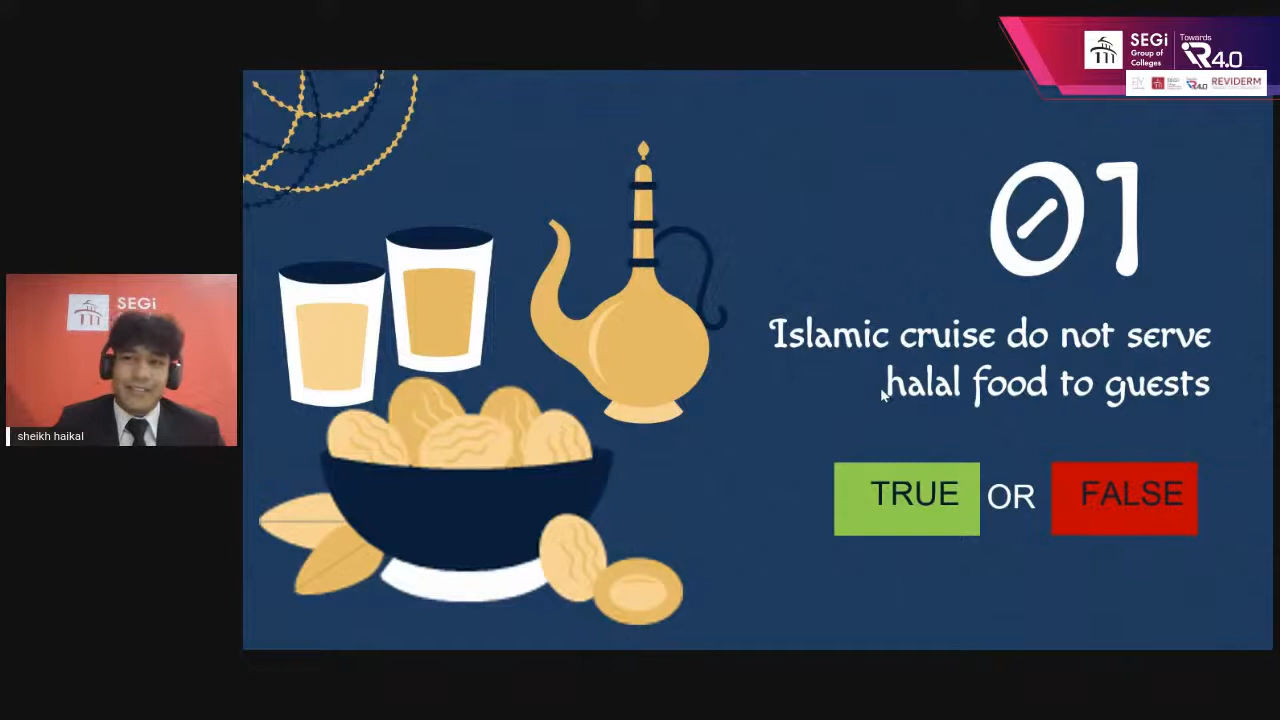 SEGi
Group of
Colleges
Towards
iR4.0
REVIDERM
01
Islamic cruise do not serve
halal food to guests
TRUE OR FALSE
SEGi
sheikh haikal